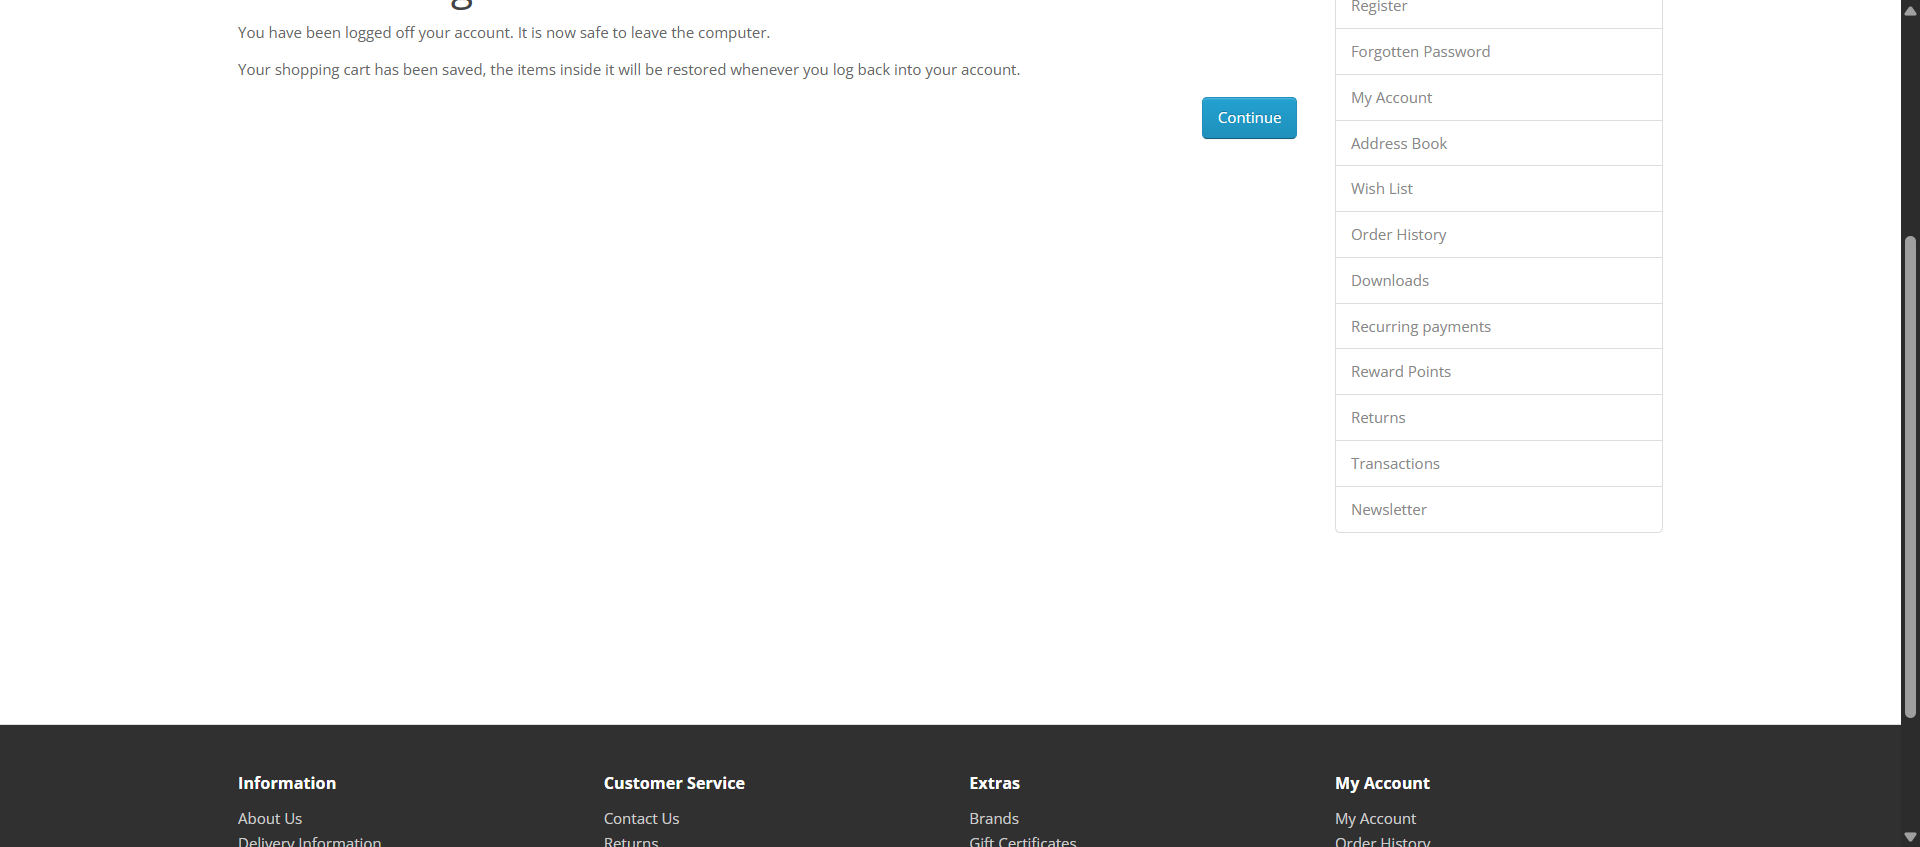 You have been logged off your account. It is now safe to leave the computer.
Your shopping cart has been saved, the items inside it will be restored whenever you log back into your account.
Continue
Register
Forgotten Password
My Account
Address Book
Wish List
Order History
Downloads
Recurring payments
Reward Points
Returns
Transactions
Newsletter
Information
About Us
Delivery Information
Customer Service
Contact Us
Returns
Extras
Brands
Gift Certificates
My Account
My Account
Order History